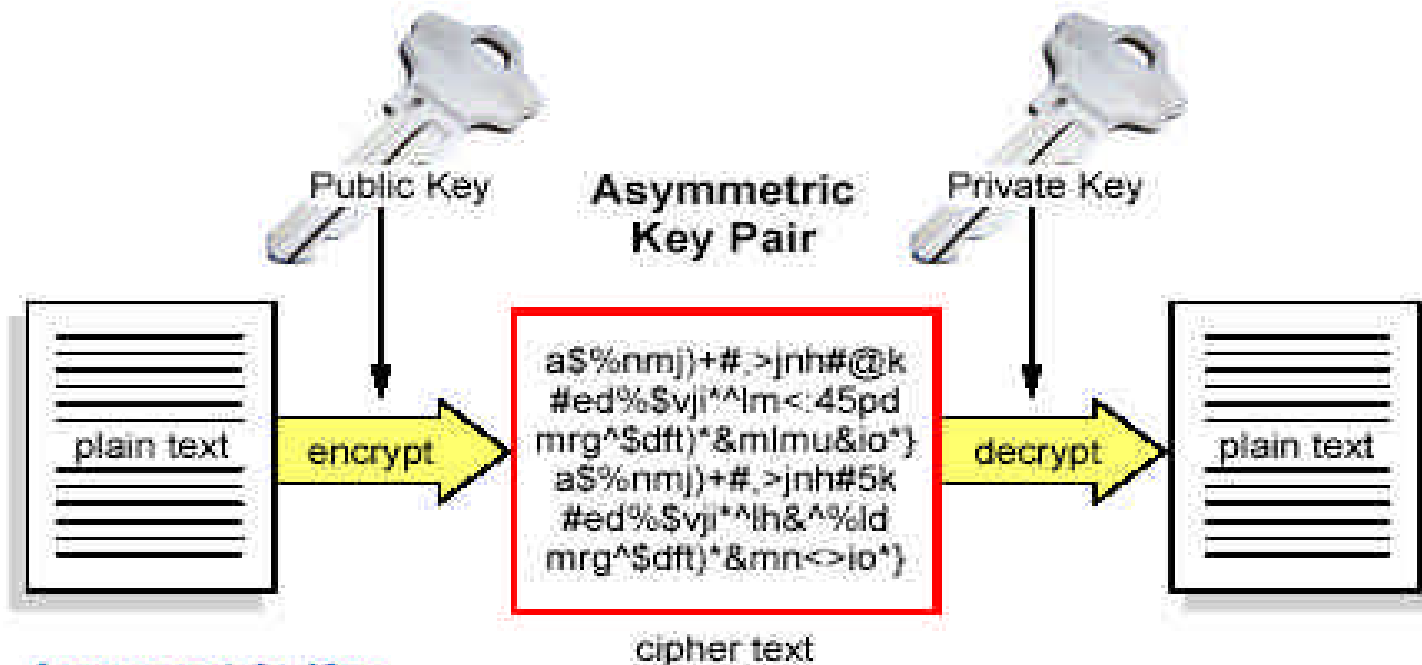 Public Key
Asymmetric
Key Pair
Private Key
plain text
encrypt
a$%nmj)+#,>jnh#@k
#ed%$vji*^lm<:45pd
mrg^$dft)*&mlmu&io*}
a$%nmj)+#,>jnh#5k
#ed%$vji*^lh&^%ld
mrg^$dft)*&mn<>io*}
decrypt
plain text
cipher text